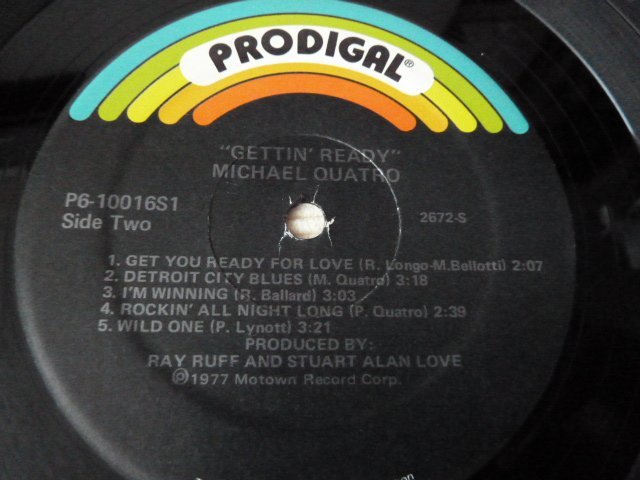 PRODIGAL®
"GETTIN' READY"
MICHAEL QUATRO
P6-10016S1
Side Two
2672-S
1. GET YOU READY FOR LOVE (R. Longo-M.Bellotti) 2:07
2. DETROIT CITY BLUES (M. Quatro) 3:18
3. I'M WINNING (R. Ballard) 3:03
4. ROCKIN' ALL NIGHT LONG (P. Quatro) 2:39
5. WILD ONE (P. Lynott) 3:21
PRODUCED BY:
RAY RUFF AND STUART ALAN LOVE
℗1977 Motown Record Corp.